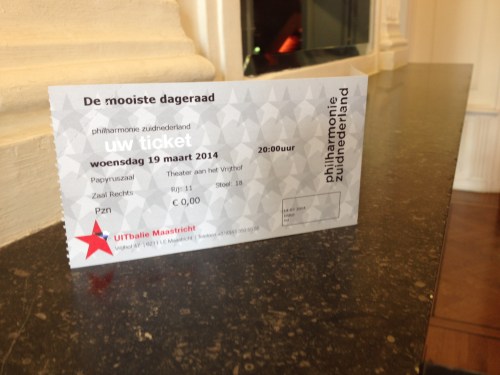 De mooiste dageraad
philharmonie zuidnederland
uw ticket
woensdag 19 maart 2014 20:00uur
Papyruszaal Theater aan het Vrijthof
Zaal Rechts Rij: 11 Stoel: 18
Pzn € 0,00
UITbalie Maastricht
philharmonie
zuidnederland